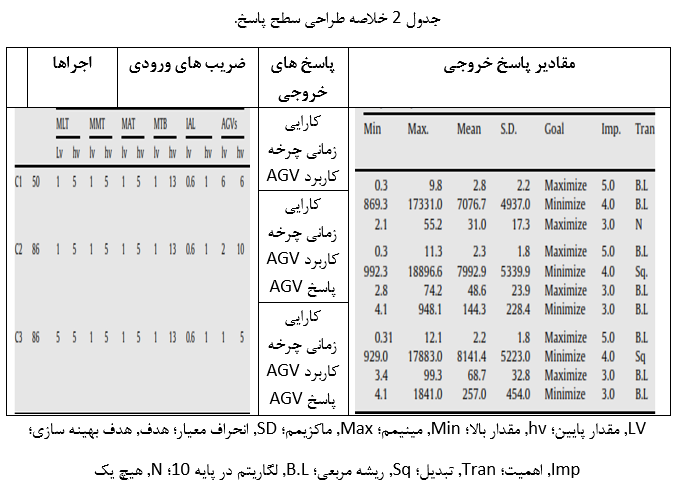 جدول 2 خلاصه طراحی سطح پاسخ.
اجراها ضریب های ورودی پاسخ های خروجی مقادیر پاسخ خروجی
MLT MMT MAT MTB IAL AGVs
Lv hv lv hv lv hv lv hv lv hv lv hv
C1 50 1 5 1 5 1 5 1 13 0.6 1 6 6
C2 86 1 5 1 5 1 5 1 13 0.6 1 2 10
C3 86 5 5 1 5 1 5 1 13 0.6 1 1 5
کارایی
زمانی چرخه
کاربرد AGV
کارایی
زمانی چرخه
کاربرد AGV
پاسخ AGV
کارایی
زمانی چرخه
کاربرد AGV
پاسخ AGV
Min Max. Mean S.D. Goal Imp. Tran
0.3 9.8 2.8 2.2 Maximize 5.0 B.L
869.3 17331.0 7076.7 4937.0 Minimize 4.0 B.L
2.1 55.2 31.0 17.3 Maximize 3.0 N
0.3 11.3 2.3 1.8 Maximize 5.0 B.L
992.3 18896.6 7992.9 5339.9 Minimize 4.0 Sq.
2.8 74.2 48.6 23.9 Maximize 3.0 B.L
4.1 948.1 144.3 228.4 Minimize 3.0 B.L
0.31 12.1 2.2 1.8 Maximize 5.0 B.L
929.0 17883.0 8141.4 5223.0 Minimize 4.0 Sq
3.4 99.3 68.7 32.8 Maximize 3.0 B.L
4.1 1841.0 257.0 454.0 Minimize 3.0 B.L
LV, مقدار پایین؛ hv, مقدار بالا؛ Min, مینیمم؛ Max, ماکزیمم؛ SD, انحراف معیار؛ هدف, هدف بهینه سازی؛
Imp, اهمیت؛ Tran, تبدیل؛ Sq, ریشه مربعی؛ B.L, لگاریتم در پایه 10؛ N, هیچ یک